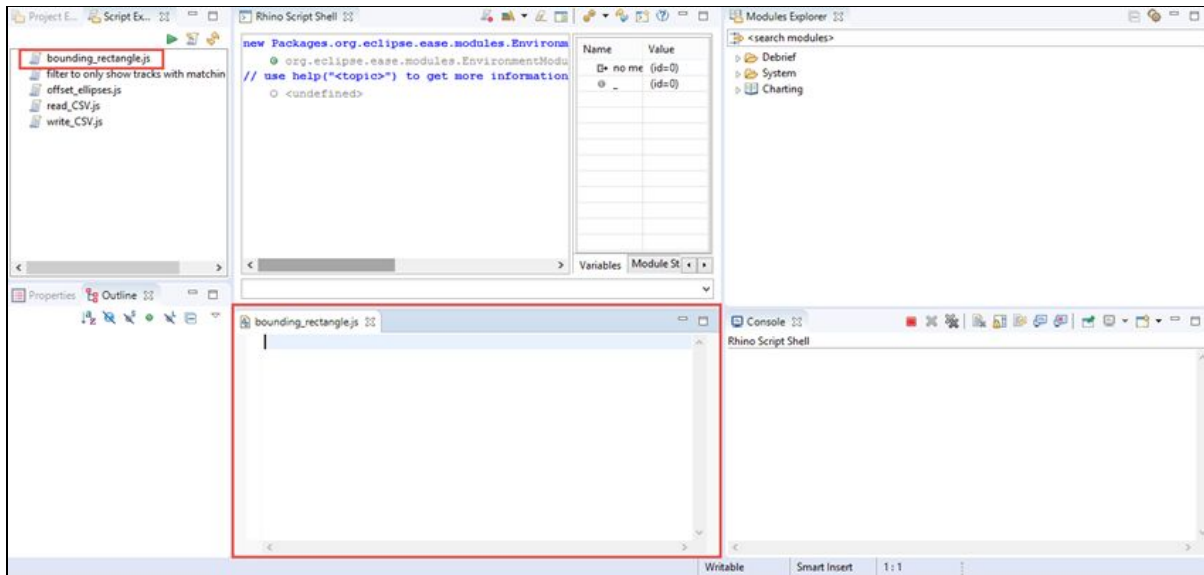 Project E...
Script Ex...
bounding_rectangle.js
filter to only show tracks with matchin
offset_ellipses.js
read_CSV.js
write_CSV.js
Rhino Script Shell
new Packages.org.eclipse.ease.modules.Environm
org.eclipse.ease.modules.EnvironmentModu
// use help("<topic>") to get more information
<undefined>
Name Value
no me (id=0)
_ (id=0)
Variables Module St
Modules Explorer
<search modules>
Debrief
System
Charting
Properties Outline
bounding_rectangle.js
Console
Rhino Script Shell
Writable Smart Insert 1:1